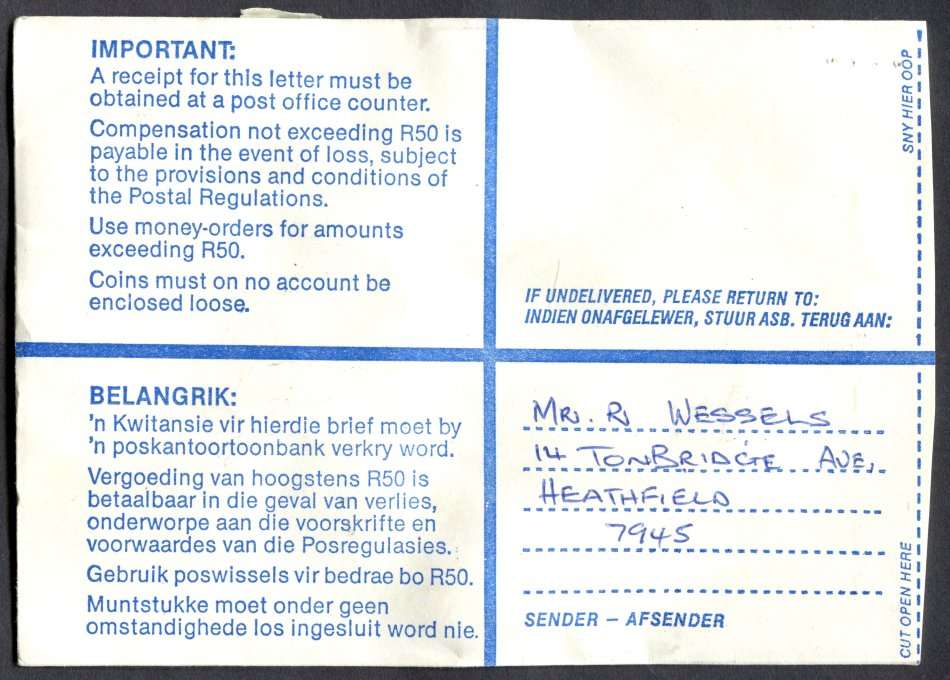 IMPORTANT:
A receipt for this letter must be
obtained at a post office counter.
Compensation not exceeding R50 is
payable in the event of loss, subject
to the provisions and conditions of
the Postal Regulations.
Use money-orders for amounts
exceeding R50.
Coins must on no account be
enclosed loose.
BELANGRIK:
'n Kwitansie vir hierdie brief moet by
'n poskantoortoonbank verkry word.
Vergoeding van hoogstens R50 is
betaalbaar in die geval van verlies,
onderworpe aan die voorskrifte en
voorwaardes van die Posregulasies.
Gebruik poswissels vir bedrae bo R50.
Muntstukke moet onder geen
omstandighede los ingesluit word nie.
SNY HIER OOP
IF UNDELIVERED, PLEASE RETURN TO:
INDIEN ONAFGELEWER, STUUR ASB. TERUG AAN:
MR. R. WESSELS
14 TONBRIDGE AVE,
HEATHFIELD
7945
SENDER – AFSENDER
CUT OPEN HERE